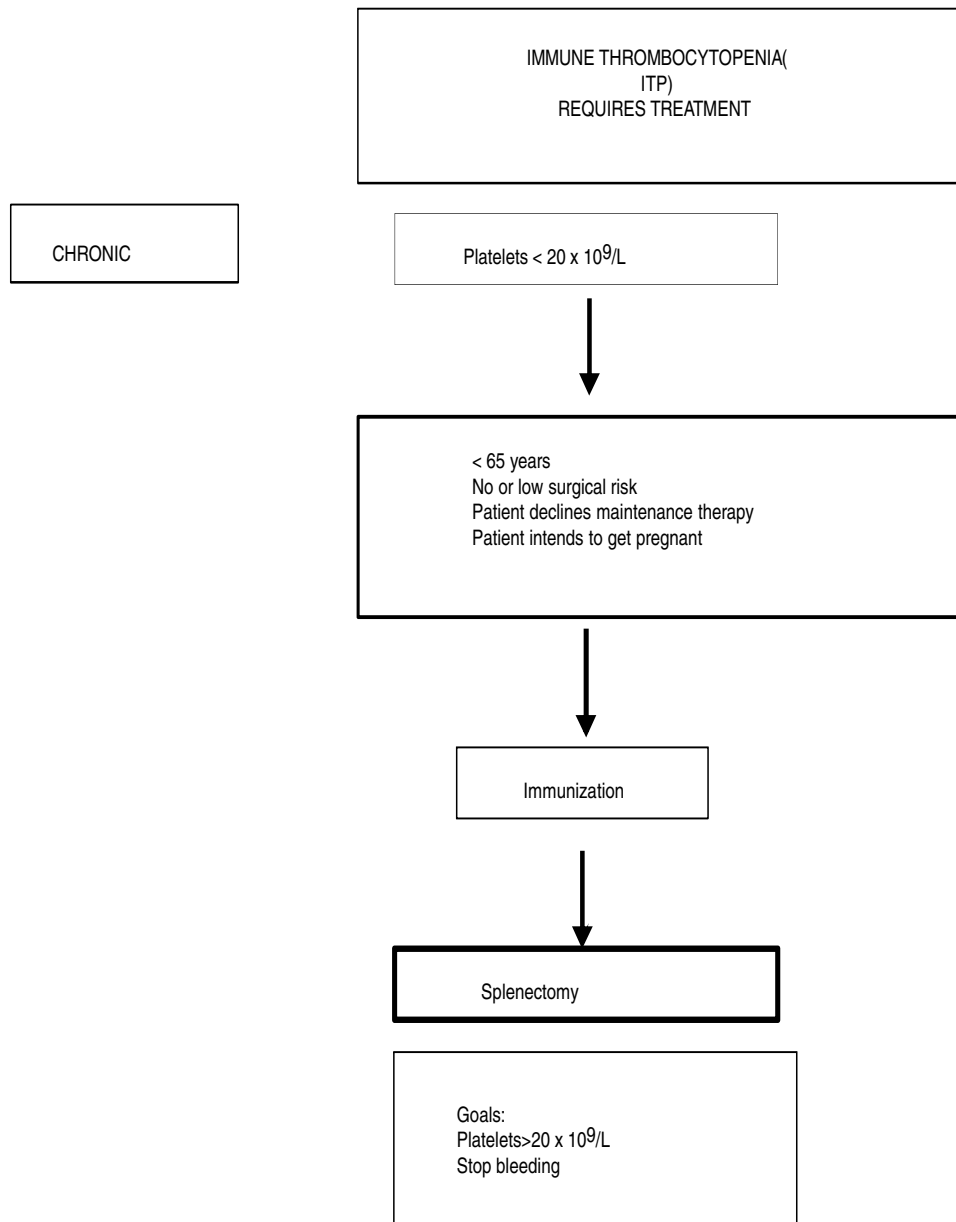 IMMUNE THROMBOCYTOPENIA(
ITP)
REQUIRES TREATMENT
CHRONIC
Platelets < 20 x 10⁹/L
< 65 years
No or low surgical risk
Patient declines maintenance therapy
Patient intends to get pregnant
Immunization
Splenectomy
Goals:
Platelets>20 x 10⁹/L
Stop bleeding